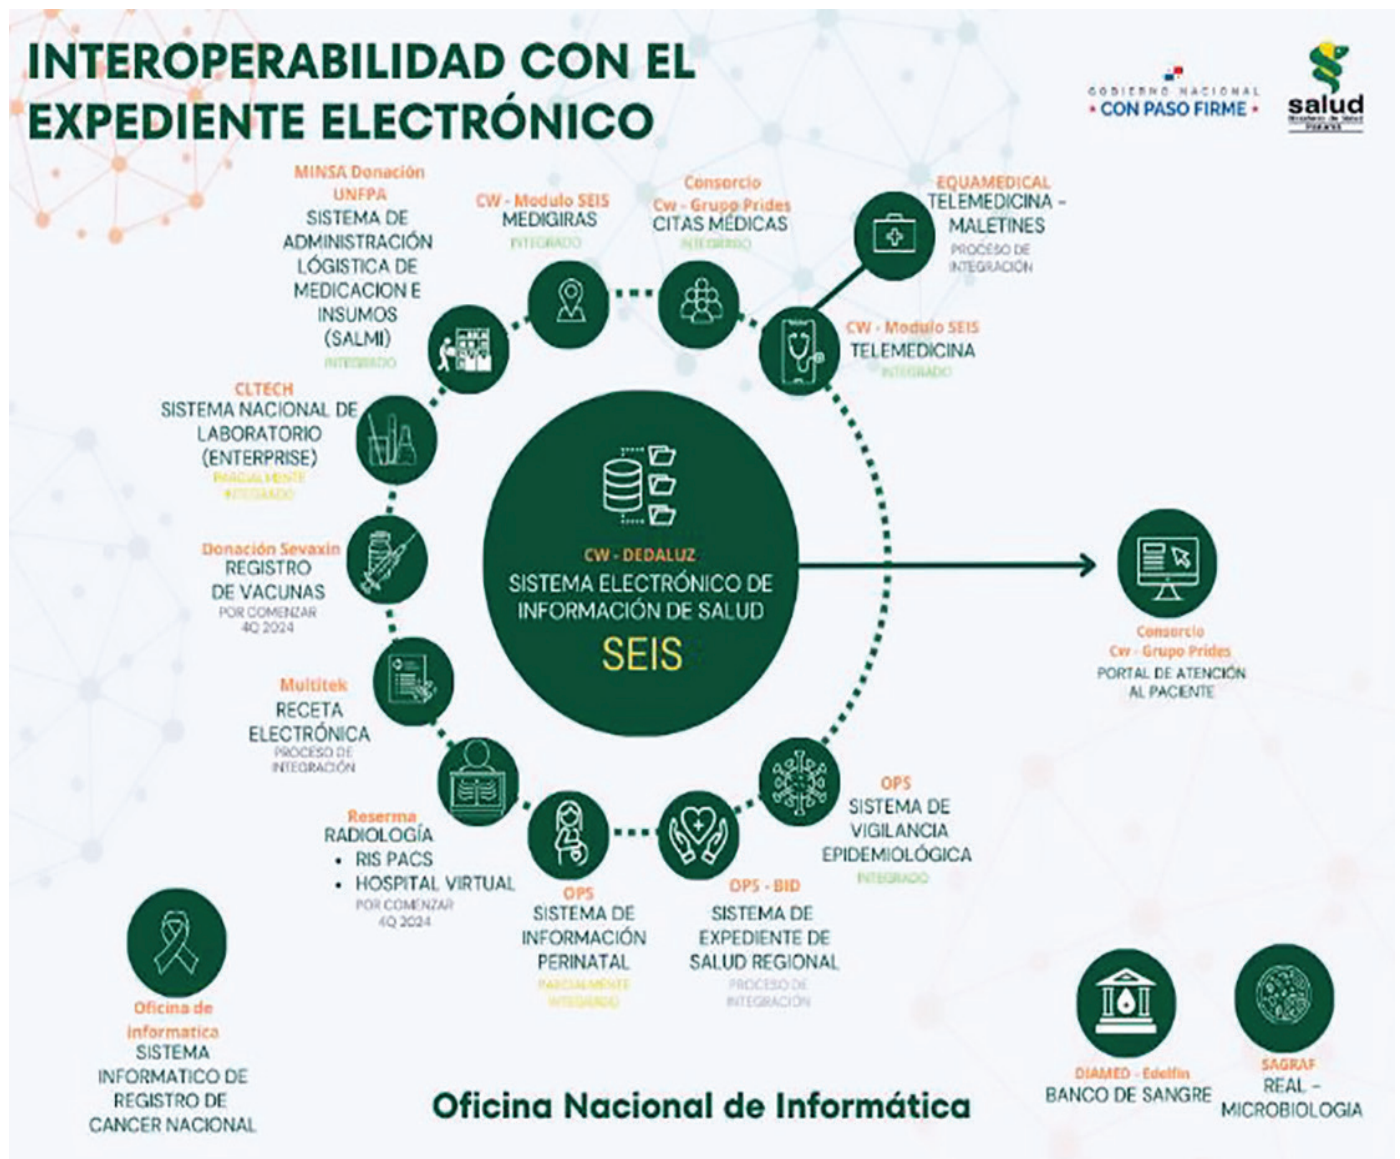 INTEROPERABILIDAD CON EL
EXPEDIENTE ELECTRÓNICO
GOBIERNO NACIONAL
CON PASO FIRME
salud
Ministerio de Salud
PANAMÁ
MINSA Donación
UNFPA
SISTEMA DE
ADMINISTRACIÓN
LÓGISTICA DE
MEDICACION E
INSUMOS
(SALMI)
INTEGRADO
CW - Modulo SEIS
MEDIGIRAS
INTEGRADO
Consorcio
Cw - Grupo Prides
CITAS MÉDICAS
INTEGRADO
EQUAMEDICAL
TELEMEDICINA -
MALETINES
PROCESO DE
INTEGRACIÓN
CW - Modulo SEIS
TELEMEDICINA
INTEGRADO
CLTECH
SISTEMA NACIONAL DE
LABORATORIO
(ENTERPRISE)
PARCIALMENTE
INTEGRADO
Donación Sevaxin
REGISTRO
DE VACUNAS
POR COMENZAR
4Q 2024
CW - DEDALUZ
SISTEMA ELECTRÓNICO DE
INFORMACIÓN DE SALUD
SEIS
Consorcio
Cw - Grupo Prides
PORTAL DE ATENCIÓN
AL PACIENTE
Multitek
RECETA
ELECTRÓNICA
PROCESO DE
INTEGRACIÓN
Reserma
RADIOLOGÍA
• RIS PACS
• HOSPITAL VIRTUAL
POR COMENZAR
4Q 2024
OPS
SISTEMA DE
INFORMACIÓN
PERINATAL
PARCIALMENTE
INTEGRADO
OPS - BID
SISTEMA DE
EXPEDIENTE DE
SALUD REGIONAL
PROCESO DE
INTEGRACIÓN
OPS
SISTEMA DE
VIGILANCIA
EPIDEMIOLÓGICA
INTEGRADO
Oficina de
informatica
SISTEMA
INFORMATICO DE
REGISTRO DE
CANCER NACIONAL
DIAMED - Edelfin
BANCO DE SANGRE
SAGRAF
REAL -
MICROBIOLOGIA
Oficina Nacional de Informática